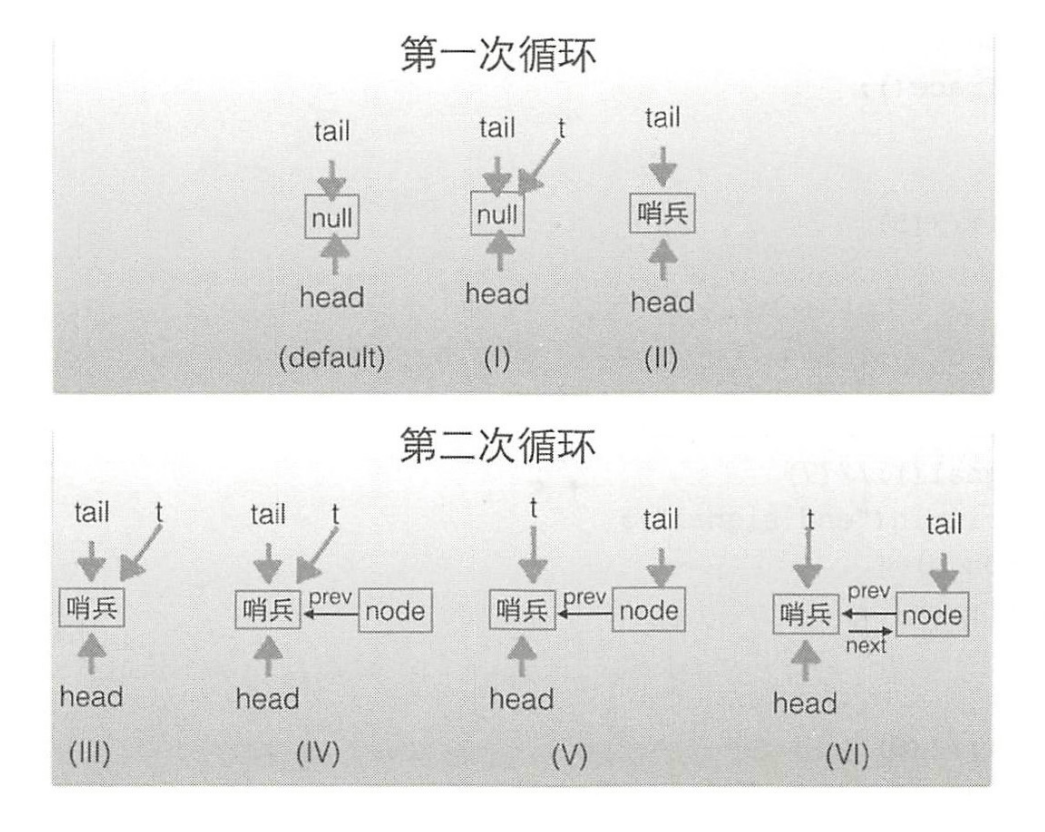 第一次循环
tail tail t tail
null null 哨兵
head head head
(default) (I) (II)
第二次循环
tail t tail t t tail t tail
哨兵 哨兵 prev node 哨兵 prev node 哨兵 prev node
next
head head head head
(III) (IV) (V) (VI)